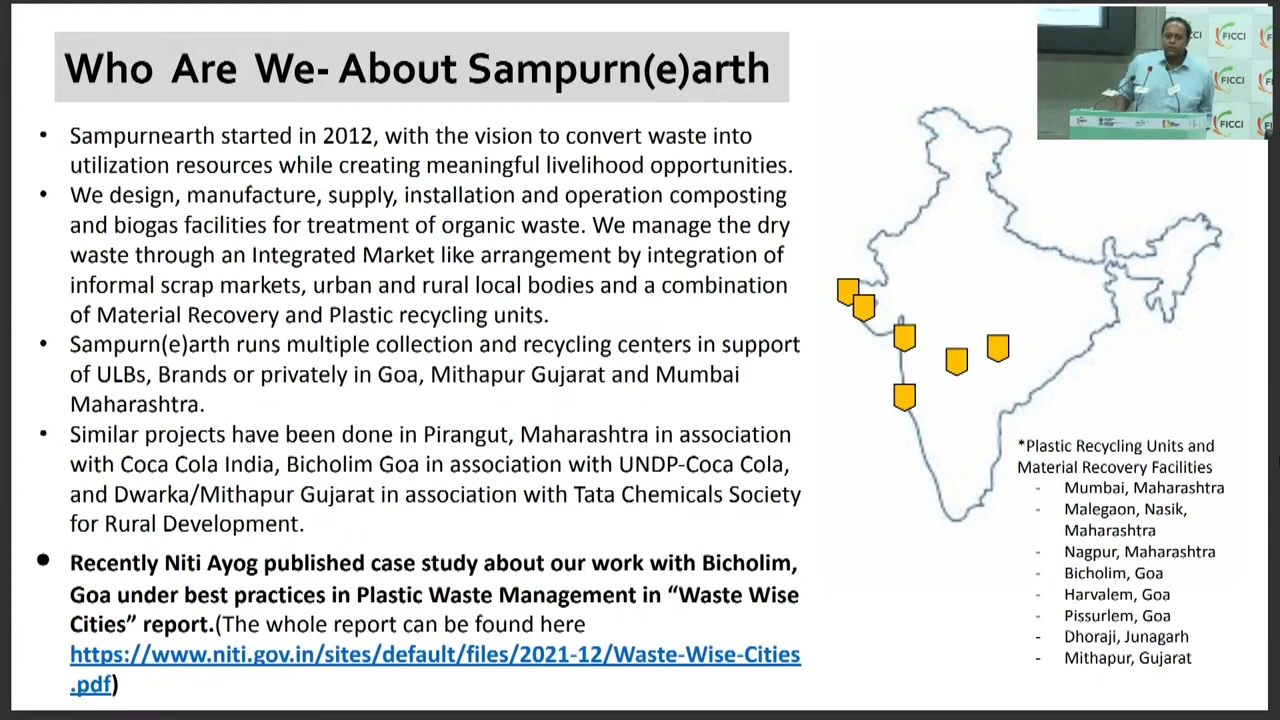 Who Are We- About Sampurn(e)arth
• Sampurnearth started in 2012, with the vision to convert waste into
utilization resources while creating meaningful livelihood opportunities.
• We design, manufacture, supply, installation and operation composting
and biogas facilities for treatment of organic waste. We manage the dry
waste through an Integrated Market like arrangement by integration of
informal scrap markets, urban and rural local bodies and a combination
of Material Recovery and Plastic recycling units.
• Sampurn(e)arth runs multiple collection and recycling centers in support
of ULBs, Brands or privately in Goa, Mithapur Gujarat and Mumbai
Maharashtra.
• Similar projects have been done in Pirangut, Maharashtra in association
with Coca Cola India, Bicholim Goa in association with UNDP-Coca Cola,
and Dwarka/Mithapur Gujarat in association with Tata Chemicals Society
for Rural Development.
• Recently Niti Ayog published case study about our work with Bicholim,
Goa under best practices in Plastic Waste Management in “Waste Wise
Cities” report.(The whole report can be found here
https://www.niti.gov.in/sites/default/files/2021-12/Waste-Wise-Cities
.pdf)
*Plastic Recycling Units and
Material Recovery Facilities
- Mumbai, Maharashtra
- Malegaon, Nasik,
Maharashtra
- Nagpur, Maharashtra
- Bicholim, Goa
- Harvalem, Goa
- Pissurlem, Goa
- Dhoraji, Junagarh
- Mithapur, Gujarat
FICCI
FICCI
FICCI